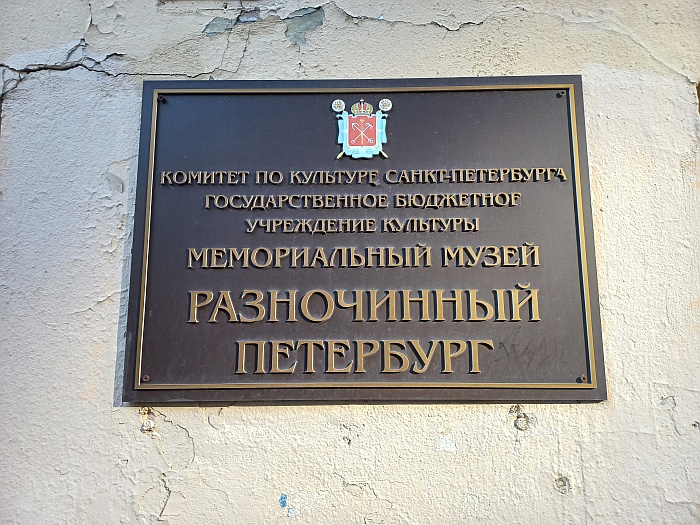 КОМИТЕТ ПО КУЛЬТУРЕ САНКТ-ПЕТЕРБУРГА
ГОСУДАРСТВЕННОЕ БЮДЖЕТНОЕ
УЧРЕЖДЕНИЕ КУЛЬТУРЫ
МЕМОРИАЛЬНЫЙ МУЗЕЙ
РАЗНОЧИННЫЙ
ПЕТЕРБУРГ